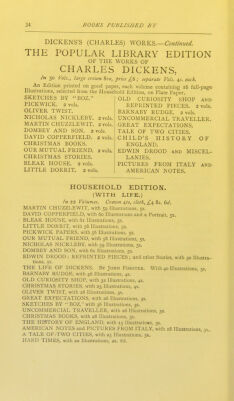 24 BOOKS PUBLISHED BY
DICKENS'S (CHARLES) WORKS.—Continued.
THE POPULAR LIBRARY EDITION
OF THE WORKS OF
CHARLES DICKENS,
In 30 Vols., large crown 8vo, price £6; separate Vols. 4s. each.
An Edition printed on good paper, each volume containing 16 full-page
Illustrations, selected from the Household Edition, on Plate Paper.
SKETCHES BY "BOZ."
PICKWICK. 2 vols.
OLIVER TWIST.
NICHOLAS NICKLEBY. 2 vols.
MARTIN CHUZZLEWIT. 2 vols.
DOMBEY AND SON. 2 vols.
DAVID COPPERFIELD. 2 vols.
CHRISTMAS BOOKS.
OUR MUTUAL FRIEND. 2 vols.
CHRISTMAS STORIES.
BLEAK HOUSE. 2 vols.
LITTLE DORRIT. 2 vols.
OLD CURIOSITY SHOP AND
REPRINTED PIECES. 2 vols.
BARNABY RUDGE. 2 vols.
UNCOMMERCIAL TRAVELLER.
GREAT EXPECTATIONS.
TALE OF TWO CITIES.
CHILD'S HISTORY OF
ENGLAND.
EDWIN DROOD AND MISCEL-
LANIES.
PICTURES FROM ITALY AND
AMERICAN NOTES.
HOUSEHOLD EDITION.
(WITH LIFE.)
In 22 Volumes. Crown 4to, cloth, £4 8s. 6d.
MARTIN CHUZZLEWIT, with 59 Illustrations, 5s.
DAVID COPPERFIELD, with 60 Illustrations and a Portrait, 5s.
BLEAK HOUSE, with 61 Illustrations, 5s.
LITTLE DORRIT, with 58 Illustrations, 5s.
PICKWICK PAPERS, with 56 Illustrations, 5s.
OUR MUTUAL FRIEND, with 58 Illustrations, 5s.
NICHOLAS NICKLEBY, with 59 Illustrations, 5s.
DOMBEY AND SON, with 61 Illustrations, 5s.
EDWIN DROOD; REPRINTED PIECES; and other Stories, with 30 Illustra-
tions, 5s.
THE LIFE OF DICKENS. BY JOHN FORSTER. With 40 Illustrations, 5s.
BARNABY RUDGE, with 46 Illustrations, 4s.
OLD CURIOSITY SHOP, with 32 Illustrations, 4s.
CHRISTMAS STORIES, with 23 Illustrations, 4s.
OLIVER TWIST, with 28 Illustrations, 3s.
GREAT EXPECTATIONS, with 26 Illustrations, 3s.
SKETCHES BY "BOZ," with 36 Illustrations, 3s.
UNCOMMERCIAL TRAVELLER, with 26 Illustrations, 3s.
CHRISTMAS BOOKS, with 28 Illustrations, 3s.
THE HISTORY OF ENGLAND, with 15 Illustrations, 3s.
AMERICAN NOTES and PICTURES FROM ITALY, with 18 Illustrations, 3s.
A TALE OF TWO CITIES, with 25 Illustrations, 3s.
HARD TIMES, with 20 Illustrations, 2s. 6d.